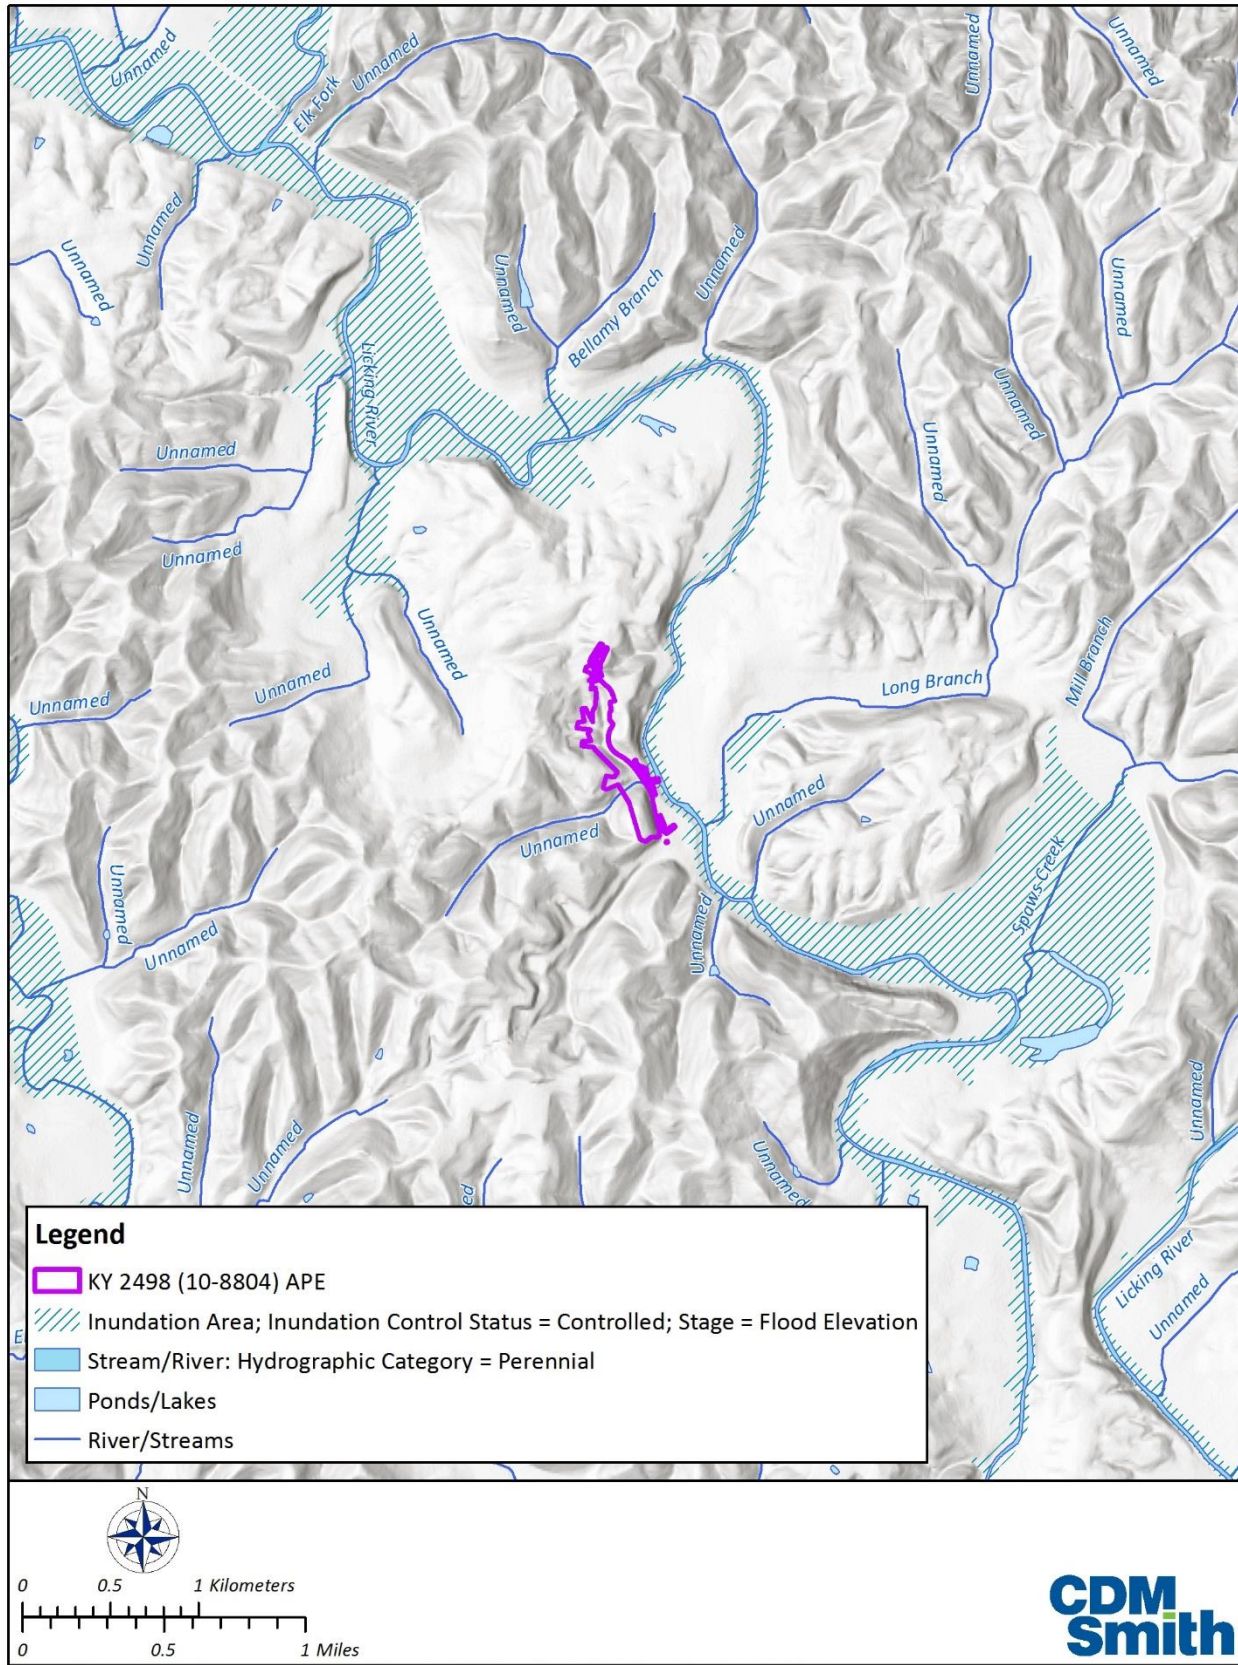 Unnamed
Elk Fork
Unnamed
Unnamed
Unnamed
Unnamed
Unnamed
Unnamed
Bellamy Branch
Unnamed
Licking River
Unnamed
Unnamed
Unnamed
Unnamed
Unnamed
Unnamed
Unnamed
Unnamed
Unnamed
Long Branch
Mill Branch
Unnamed
Unnamed
Unnamed
Unnamed
Unnamed
Spaws Creek
Unnamed
Unnamed
Unnamed
Unnamed
Unnamed
ed
Licking River
Unnamed
Legend
KY 2498 (10-8804) APE
Inundation Area; Inundation Control Status = Controlled; Stage = Flood Elevation
Stream/River: Hydrographic Category = Perennial
Ponds/Lakes
River/Streams
N
0 0.5 1 Kilometers
0 0.5 1 Miles
CDM
Smith